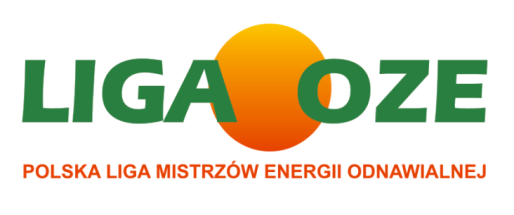 LIGA OZE
POLSKA LIGA MISTRZÓW ENERGII ODNAWIALNEJ